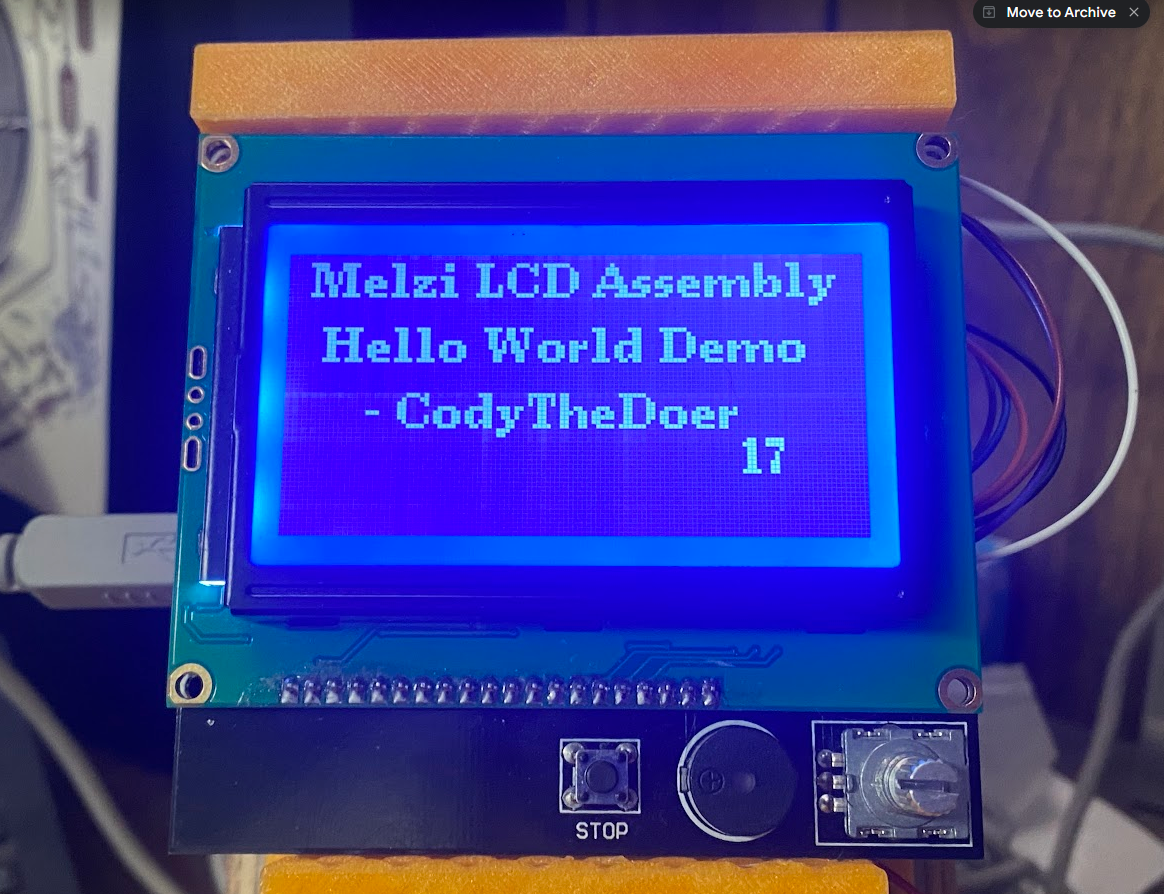 Move to Archive
Melzi LCD Assembly
Hello World Demo
- CodyTheDoer
17
STOP